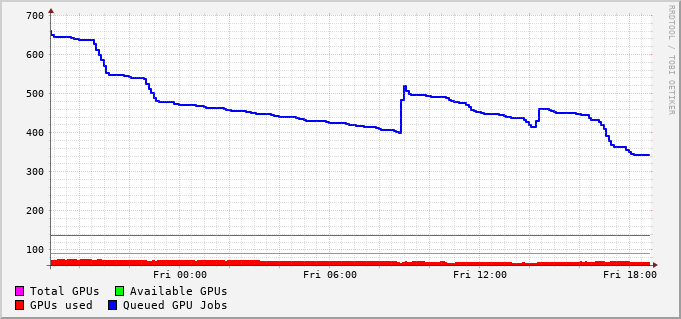 700
600
500
400
300
200
100
Fri 00:00 Fri 06:00 Fri 12:00 Fri 18:00
Total GPUs Available GPUs
GPUs used Queued GPU Jobs
RRDTOOL / TOBI OETIKER